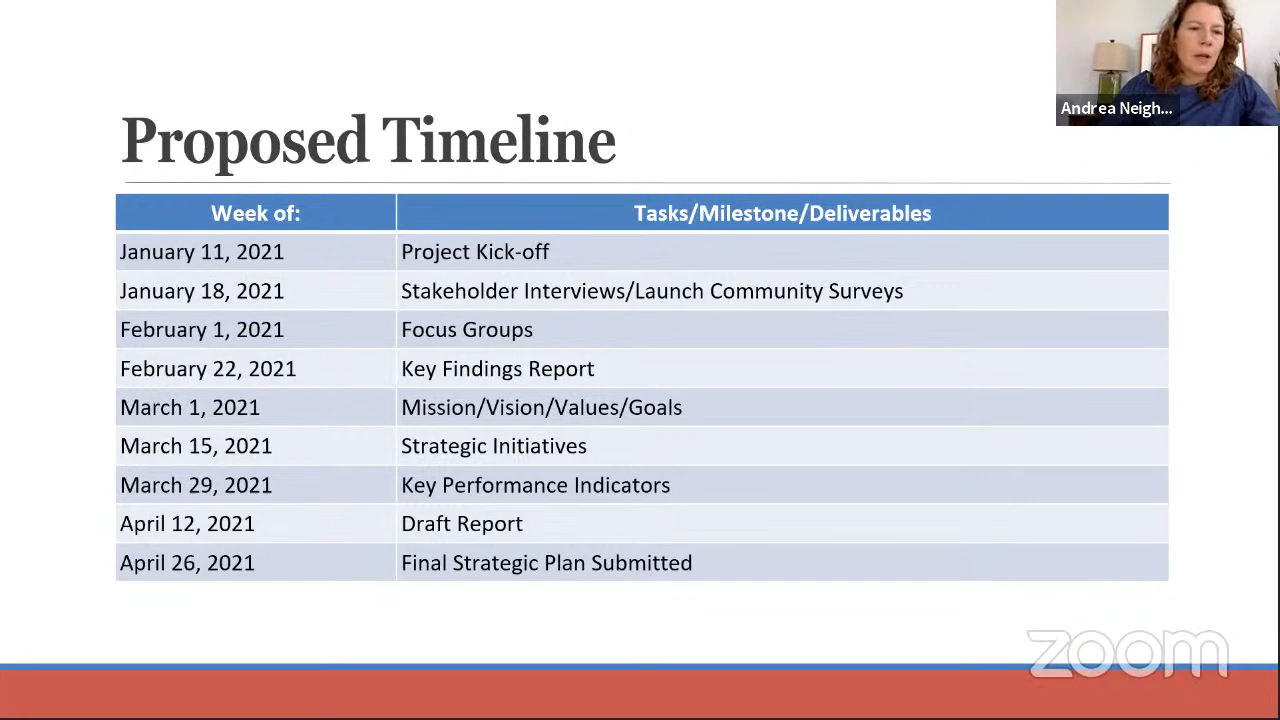 Andrea Neigh...
Proposed Timeline
Week of: Tasks/Milestone/Deliverables
January 11, 2021 Project Kick-off
January 18, 2021 Stakeholder Interviews/Launch Community Surveys
February 1, 2021 Focus Groups
February 22, 2021 Key Findings Report
March 1, 2021 Mission/Vision/Values/Goals
March 15, 2021 Strategic Initiatives
March 29, 2021 Key Performance Indicators
April 12, 2021 Draft Report
April 26, 2021 Final Strategic Plan Submitted
zoom